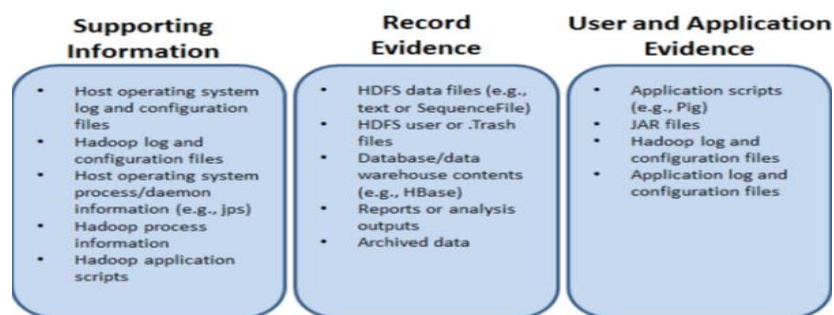 Supporting
Information
• Host operating system
log and configuration
files
• Hadoop log and
configuration files
• Host operating system
process/daemon
information (e.g., jps)
• Hadoop process
information
• Hadoop application
scripts
Record
Evidence
• HDFS data files (e.g.,
text or SequenceFile)
• HDFS user or .Trash
files
• Database/data
warehouse contents
(e.g., HBase)
• Reports or analysis
outputs
• Archived data
User and Application
Evidence
• Application scripts
(e.g., Pig)
• JAR files
• Hadoop log and
configuration files
• Application log and
configuration files